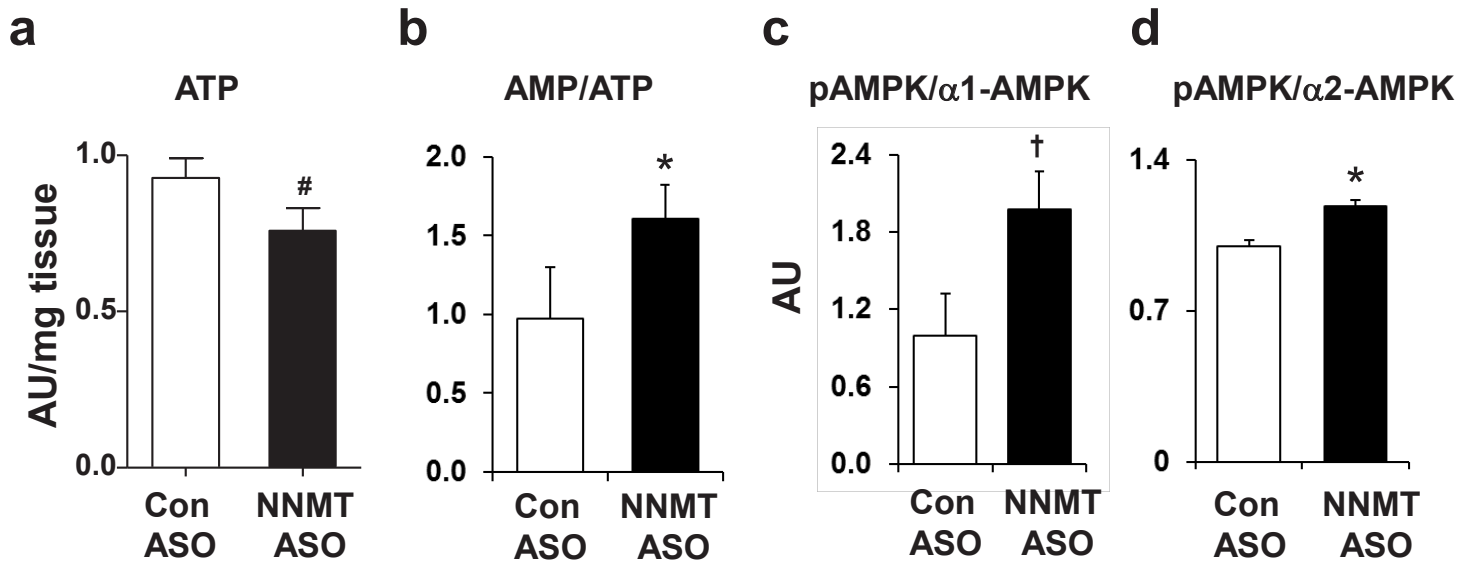 a
ATP
AU/mg tissue
1.0
0.5
0.0
#
Con
ASO
NNMT
ASO
b
AMP/ATP
2.0
1.5
1.0
0.5
0.0
*
Con
ASO
NNMT
ASO
c
pAMPK/α1-AMPK
AU
2.4
1.8
1.2
0.6
0.0
†
Con
ASO
NNMT
ASO
d
pAMPK/α2-AMPK
1.4
0.7
0
*
Con
ASO
NNMT
ASO